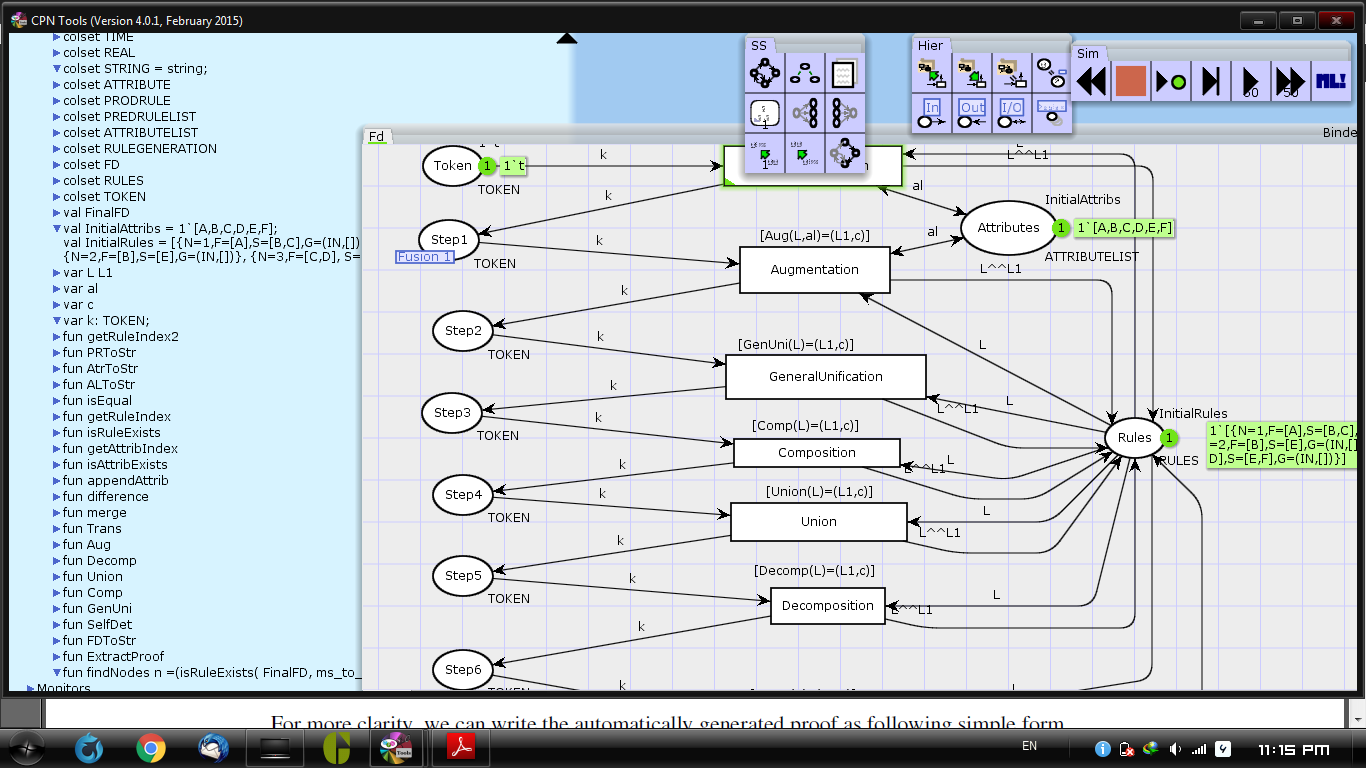 CPN Tools (Version 4.0.1, February 2015)
colset TIME
colset REAL
colset STRING = string;
colset ATTRIBUTE
colset PRODRULE
colset PREDRULELIST
colset ATTRIBUTELIST
colset RULEGENERATION
colset FD
colset RULES
colset TOKEN
val FinalFD
val InitialAttribs = 1`[A,B,C,D,E,F];
val InitialRules = [{N=1,F=[A],S=[B,C],G=(IN,[])
{N=2,F=[B],S=[E],G=(IN,[])}, {N=3,F=[C,D], S=
var L L1
var al
var c
var k: TOKEN;
fun getRuleIndex2
fun PRToStr
fun AtrToStr
fun ALToStr
fun isEqual
fun getRuleIndex
fun isRuleExists
fun getAttribIndex
fun isAttribExists
fun appendAttrib
fun difference
fun merge
fun Trans
fun Aug
fun Decomp
fun Union
fun Comp
fun GenUni
fun SelfDet
fun FDToStr
fun ExtractProof
fun findNodes n =(isRuleExists( FinalFD, ms_to_
Monitors
SS
Hier
Sim
In
Out
I/O
50
50
ML!
Binde
Fd
Token
1
1`t
TOKEN
k
L^^L1
k
al
Step1
Fusion 1
TOKEN
k
[Aug(L,al)=(L1,c)]
Augmentation
al
InitialAttribs
Attributes
1
1`[A,B,C,D,E,F]
ATTRIBUTELIST
L^^L1
k
Step2
TOKEN
k
[GenUni(L)=(L1,c)]
GeneralUnification
L
L
L^^L1
k
Step3
TOKEN
k
[Comp(L)=(L1,c)]
Composition
L
L^^L1
InitialRules
Rules
1
RULES
1`[{N=1,F=[A],S=[B,C],
=2,F=[B],S=[E],G=(IN,[]
D],S=[E,F],G=(IN,[])}]
k
Step4
TOKEN
k
[Union(L)=(L1,c)]
Union
L
L^^L1
k
Step5
TOKEN
k
[Decomp(L)=(L1,c)]
Decomposition
L
L^^L1
k
Step6
TOKEN
k
For more clarity, we can write the automatically generated proof as following simple form
Tools
EN
11:15 PM